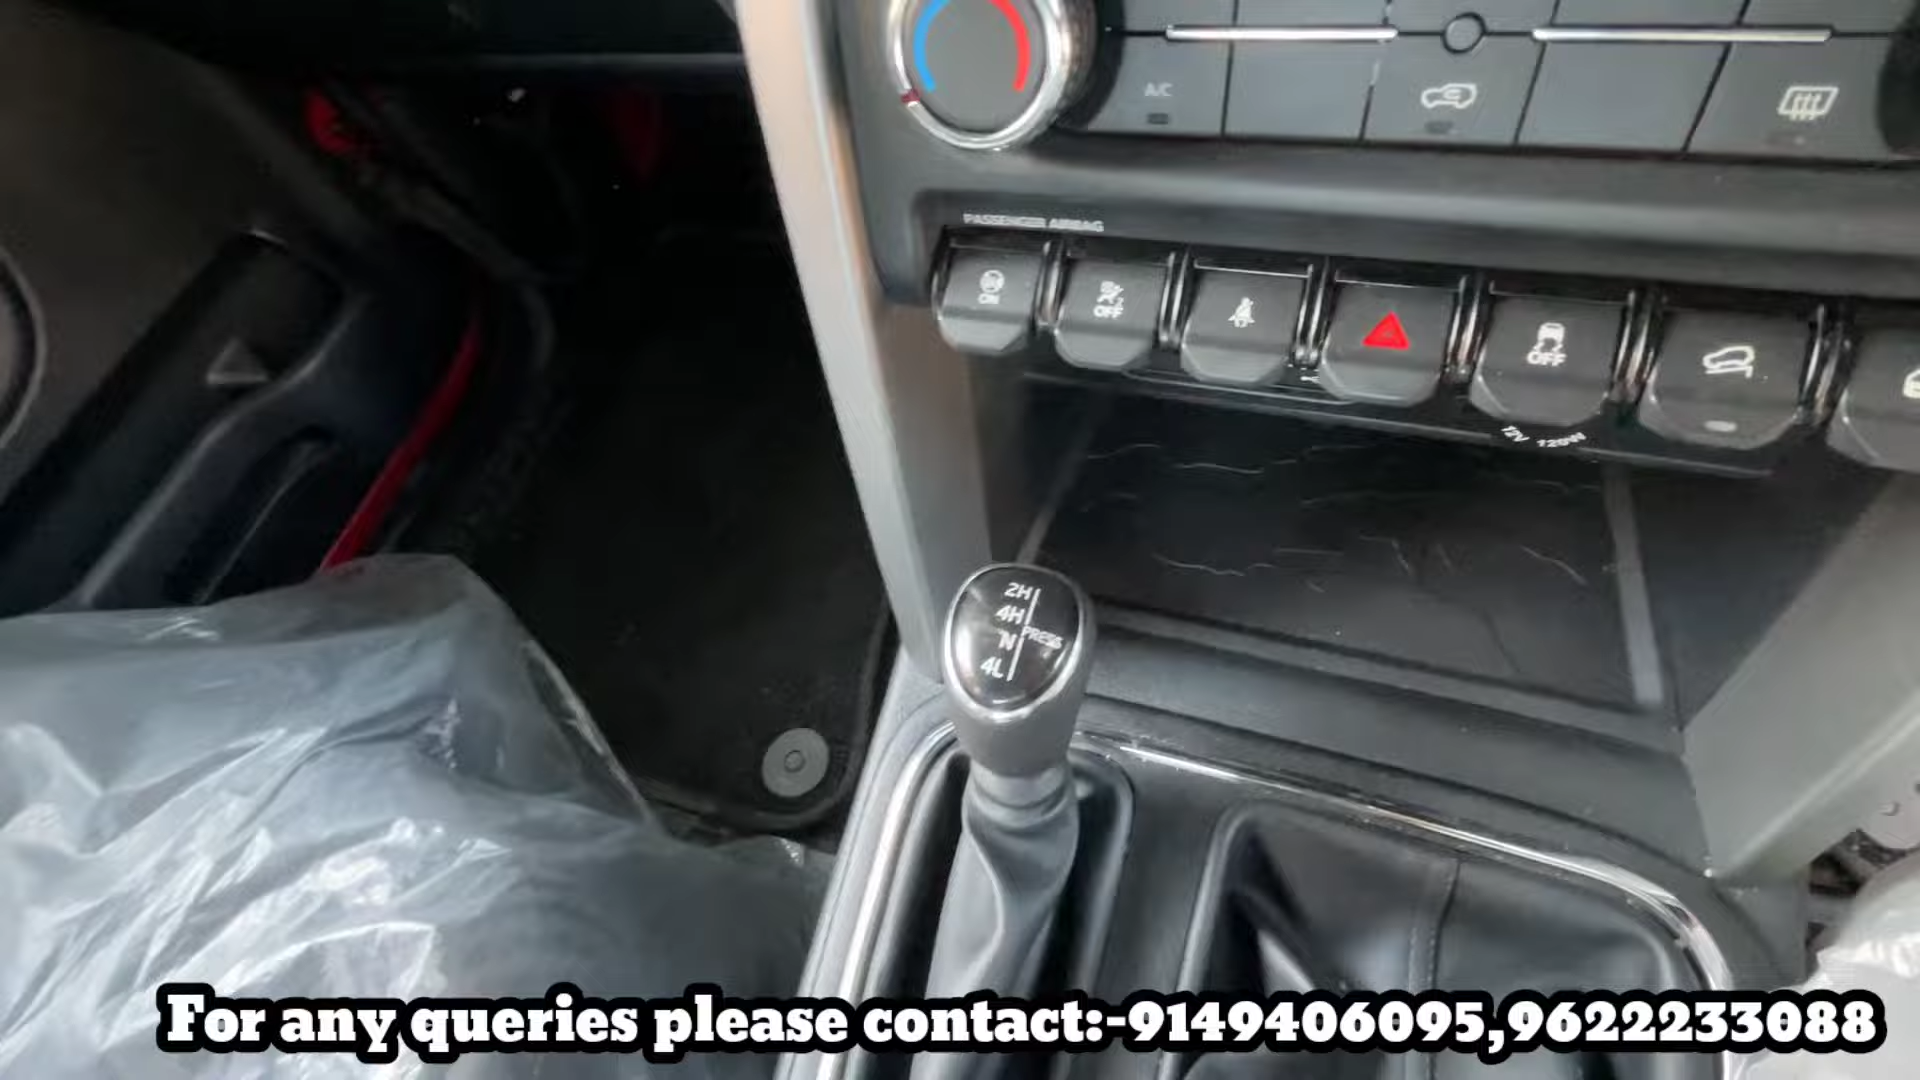 A/C
PASSENGER AIRBAG
ON
OFF
OFF
12V 120W
2H
4H
N PRESS
4L
For any queries please contact:-9149406095,9622233088